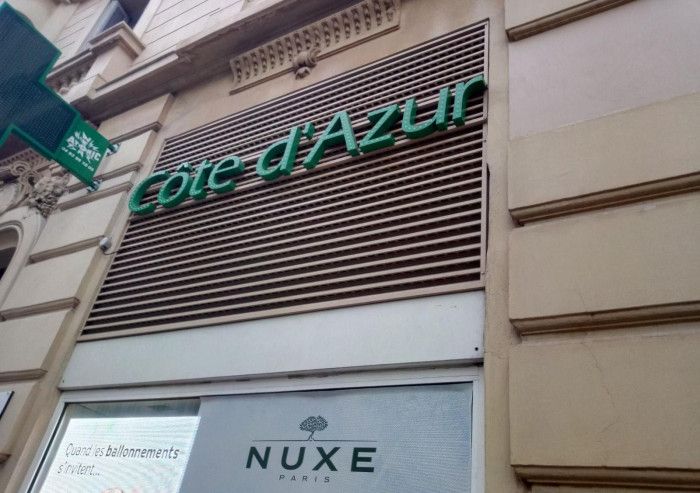 Côte d'Azur
Quand les ballonnements
s'invitent...
NUXE
PARIS